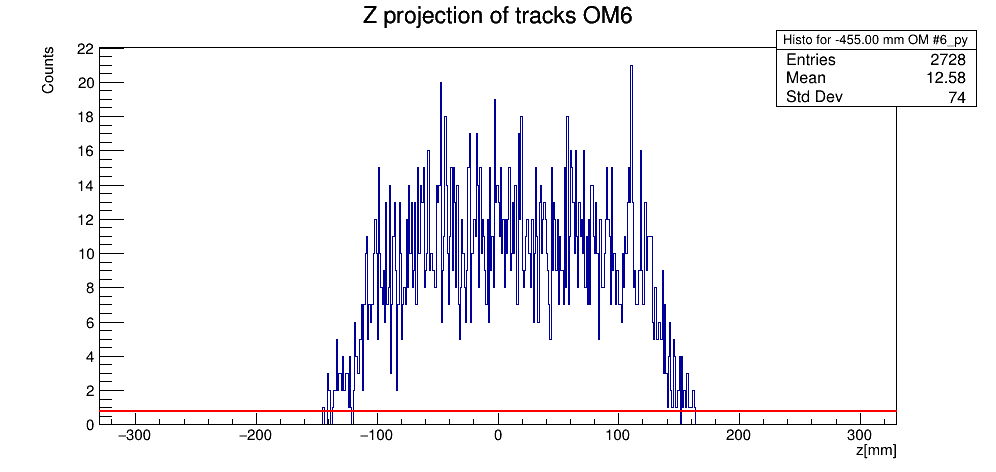 Z projection of tracks OM6
Histo for -455.00 mm OM #6_py
Entries 2728
Mean 12.58
Std Dev 74
Counts
22
20
18
16
14
12
10
8
6
4
2
0
−300 −200 −100 0 100 200 300
z[mm]